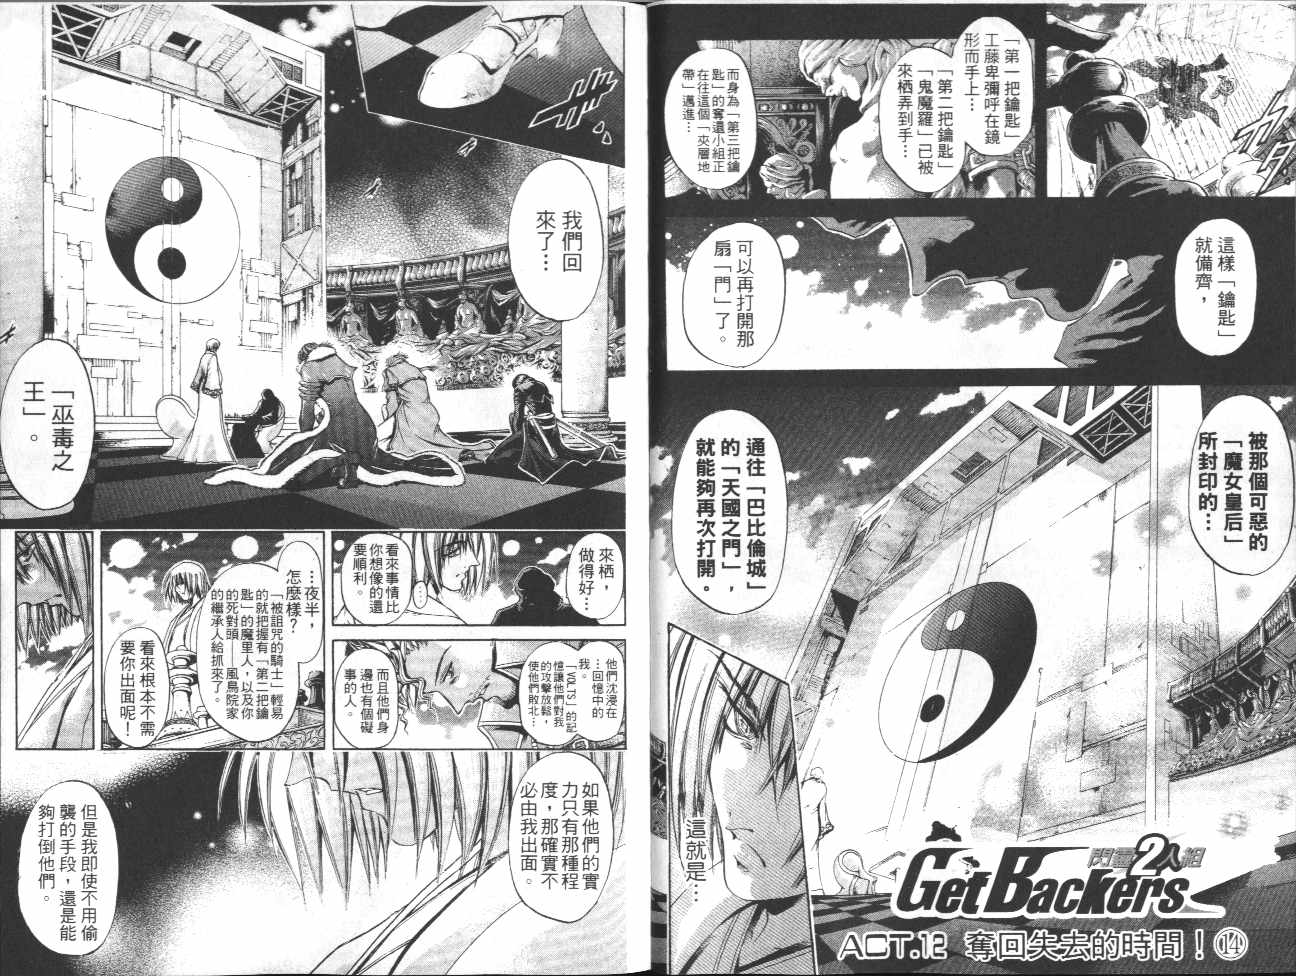 「第一把鑰匙」
工藤卑彌呼在鏡
形而手上…
「第二把鑰匙」
「鬼魔羅」已被
來栖弄到手…
而身為「第三把鑰
匙」的奪還小組正
在往這個「夾層地
帶」邁進…
這樣「鑰匙」
就備齊，
可以再打開那
扇「門」了。
被那個可惡的
「魔女皇后」
所封印的…
通往「巴比倫城」
的「天國之門」，
就能夠再次打開。
這就是…
閃靈2人組
GetBackers
ACT.12 奪回失去的時間！⑭
我們回
來了…
「巫毒之
王」。
來栖，
做得好…
看來事情比
你想像的還
要順利。
…
他們沈浸在
…回憶中的
我。
「VOLTS」的記
憶讓他們對我
的攻擊放鬆，
使他們敗北…
而且他們身
邊也有個礙
事的人。
…夜半，
怎麼樣？
「被詛咒的騎士」輕易
的就把握有「第二把鑰
匙」的魔里人，以及你
的死對頭──風鳥院家
的繼承人給抓來了。
看來根本不需
要你出面呢！
如果他們的實
力只有那種程
度，那確實不
必由我出面。
但是我即使不用偷
襲的手段，還是能
夠打倒他們。